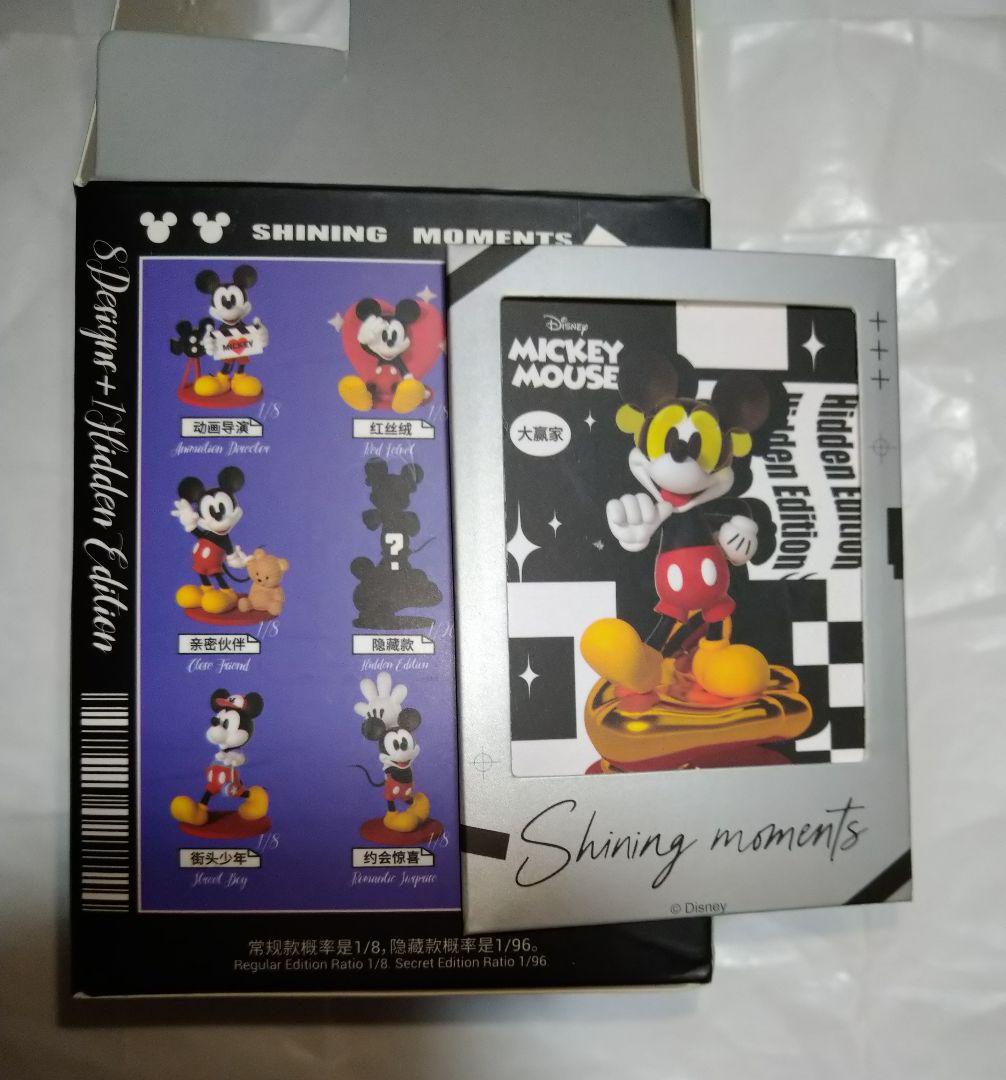 SHINING MOMENTS
8 Designs + 1 Hidden Edition
MICKEY
1/8
动画导演
Animation Director
1/8
红丝绒
Red Velvet
1/8
亲密伙伴
Close Friend
?
隐藏款
Hidden Edition
1/8
街头少年
Street Boy
1/8
约会惊喜
Romantic Surprise
常规款概率是1/8，隐藏款概率是1/96。
Regular Edition Ratio 1/8. Secret Edition Ratio 1/96.
Disney
MICKEY
MOUSE
大赢家
Hidden Edition
Hidden Edition
Shining moments
© Disney